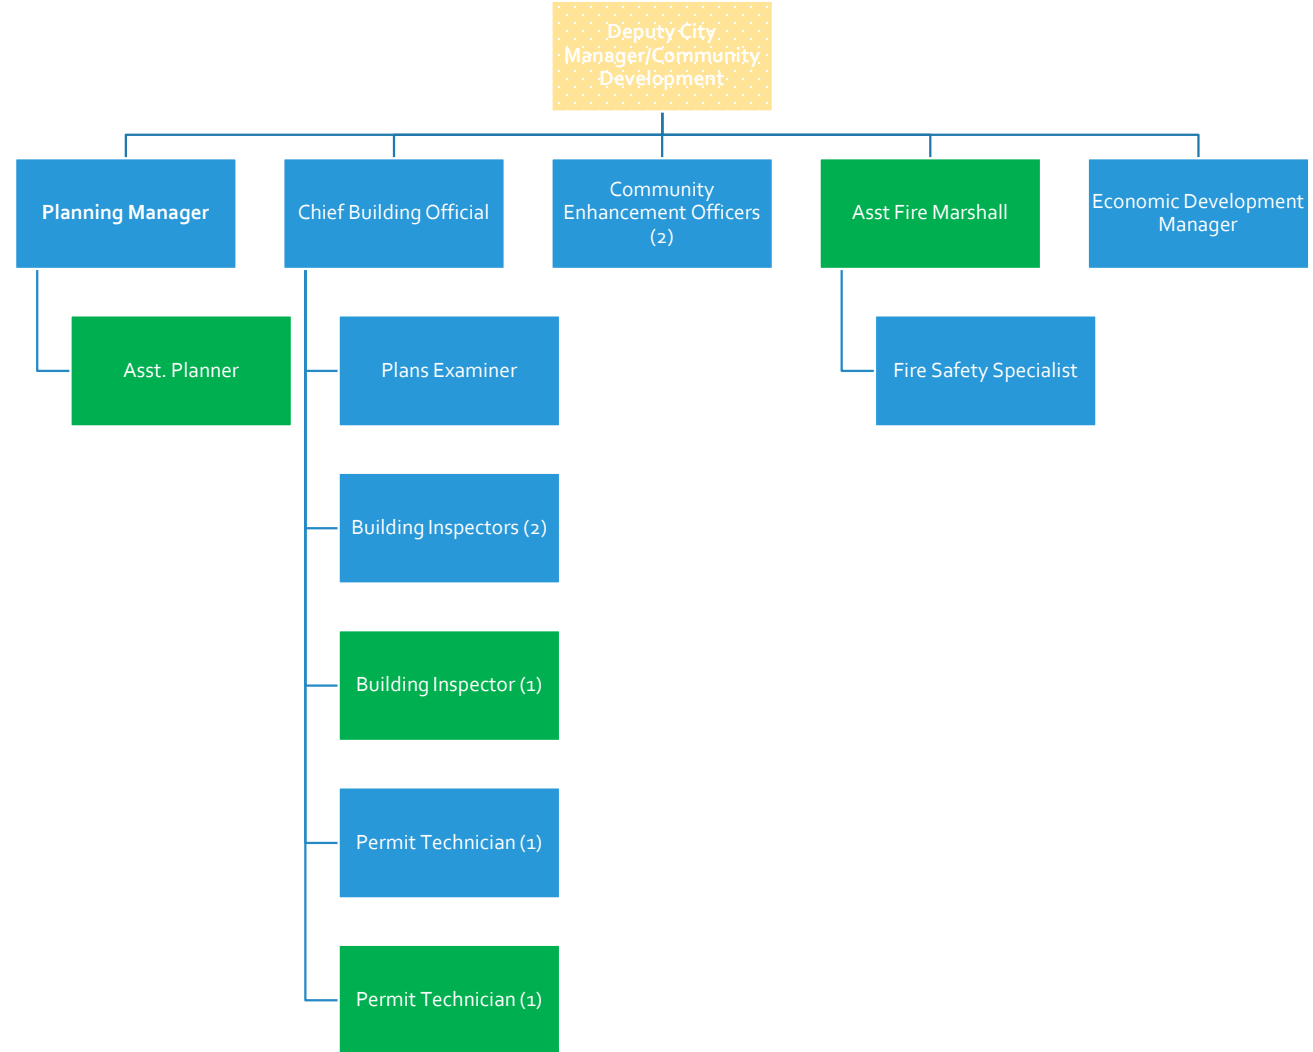 Deputy City
Manager/Community
Development
Planning Manager
Chief Building Official
Community
Enhancement Officers
(2)
Asst Fire Marshall
Economic Development
Manager
Asst. Planner
Plans Examiner
Fire Safety Specialist
Building Inspectors (2)
Building Inspector (1)
Permit Technician (1)
Permit Technician (1)